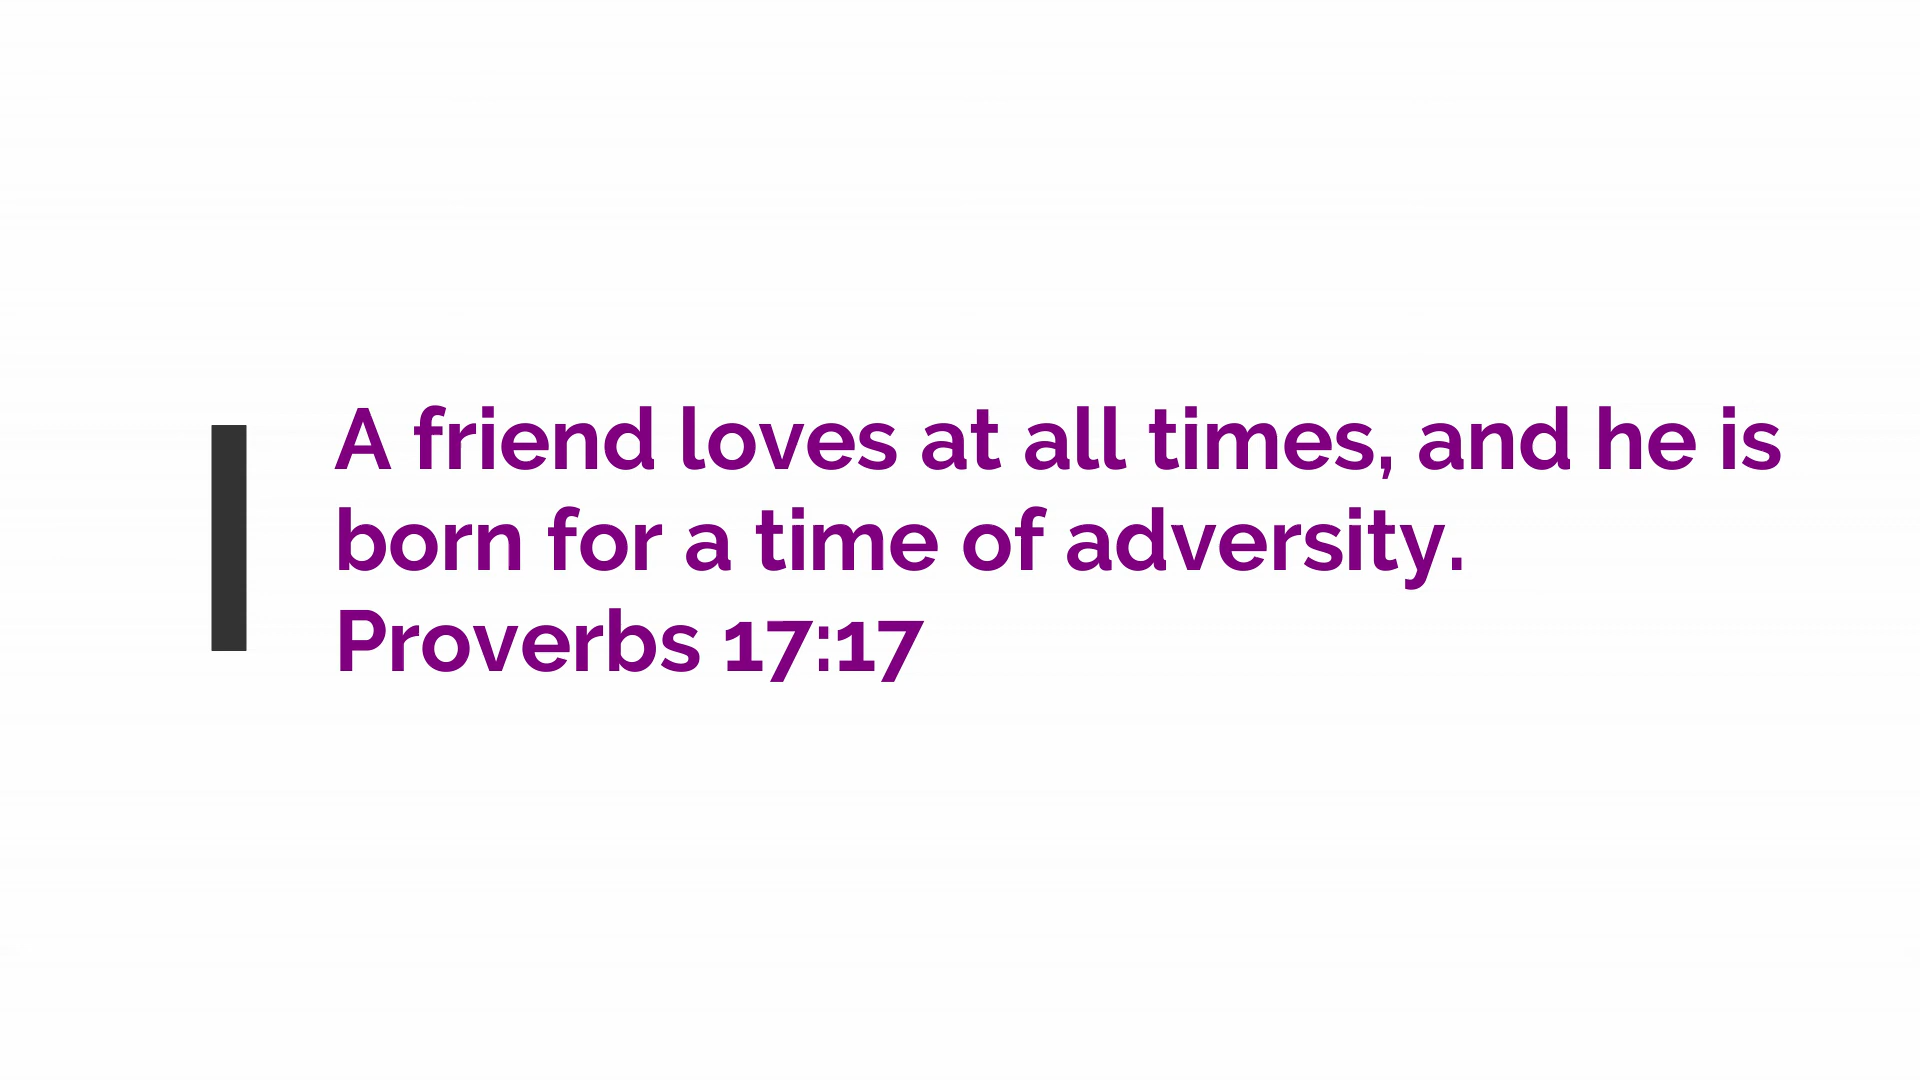 A friend loves at all times, and he is
born for a time of adversity.
Proverbs 17:17